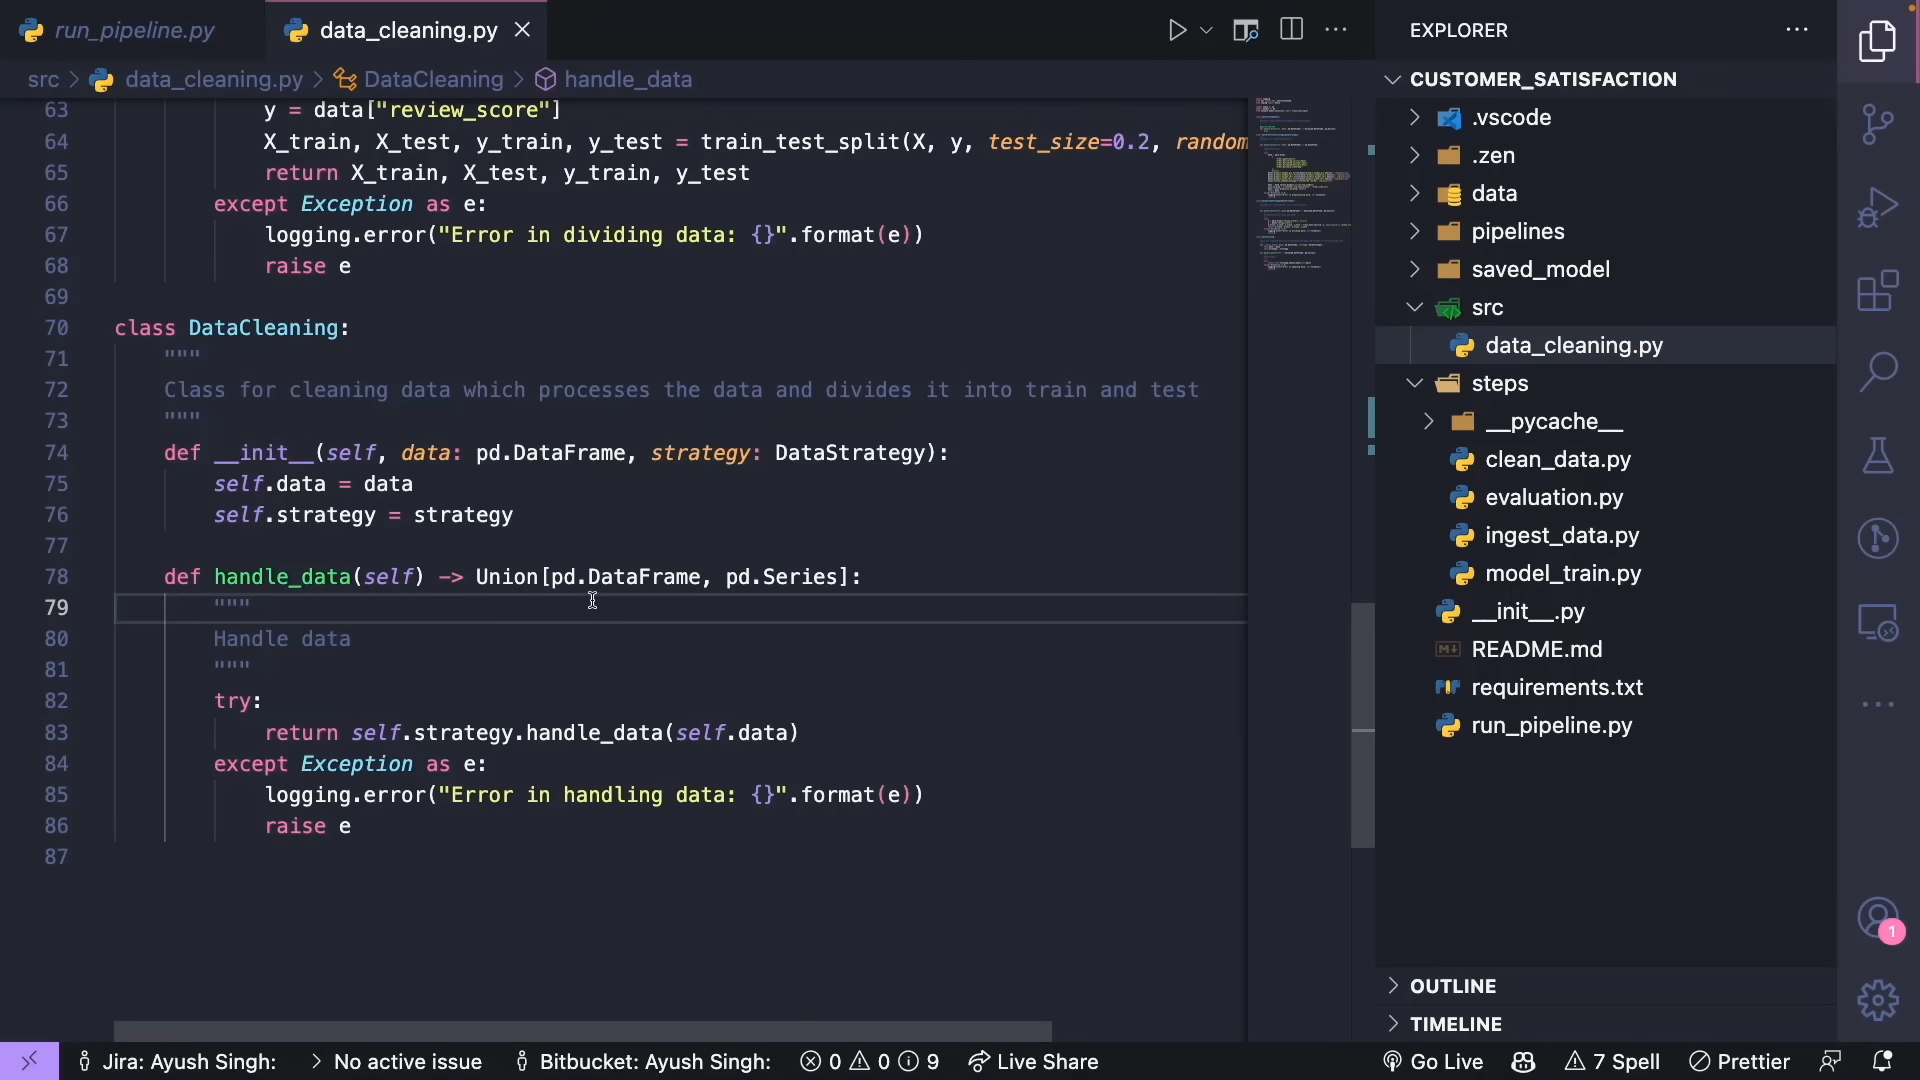 run_pipeline.py
data_cleaning.py
src > data_cleaning.py > DataCleaning > handle_data
63 y = data["review_score"]
64 X_train, X_test, y_train, y_test = train_test_split(X, y, test_size=0.2, random
65 return X_train, X_test, y_train, y_test
66 except Exception as e:
67 logging.error("Error in dividing data: {}".format(e))
68 raise e
69
70 class DataCleaning:
71 """
72 Class for cleaning data which processes the data and divides it into train and test
73 """
74 def __init__(self, data: pd.DataFrame, strategy: DataStrategy):
75 self.data = data
76 self.strategy = strategy
77
78 def handle_data(self) -> Union[pd.DataFrame, pd.Series]:
79 """
80 Handle data
81 """
82 try:
83 return self.strategy.handle_data(self.data)
84 except Exception as e:
85 logging.error("Error in handling data: {}".format(e))
86 raise e
87
EXPLORER
CUSTOMER_SATISFACTION
.vscode
.zen
data
pipelines
saved_model
src
data_cleaning.py
steps
__pycache__
clean_data.py
evaluation.py
ingest_data.py
model_train.py
__init__.py
README.md
requirements.txt
run_pipeline.py
OUTLINE
TIMELINE
1
Jira: Ayush Singh: > No active issue Bitbucket: Ayush Singh: 0 0 9 Live Share Go Live 7 Spell Prettier